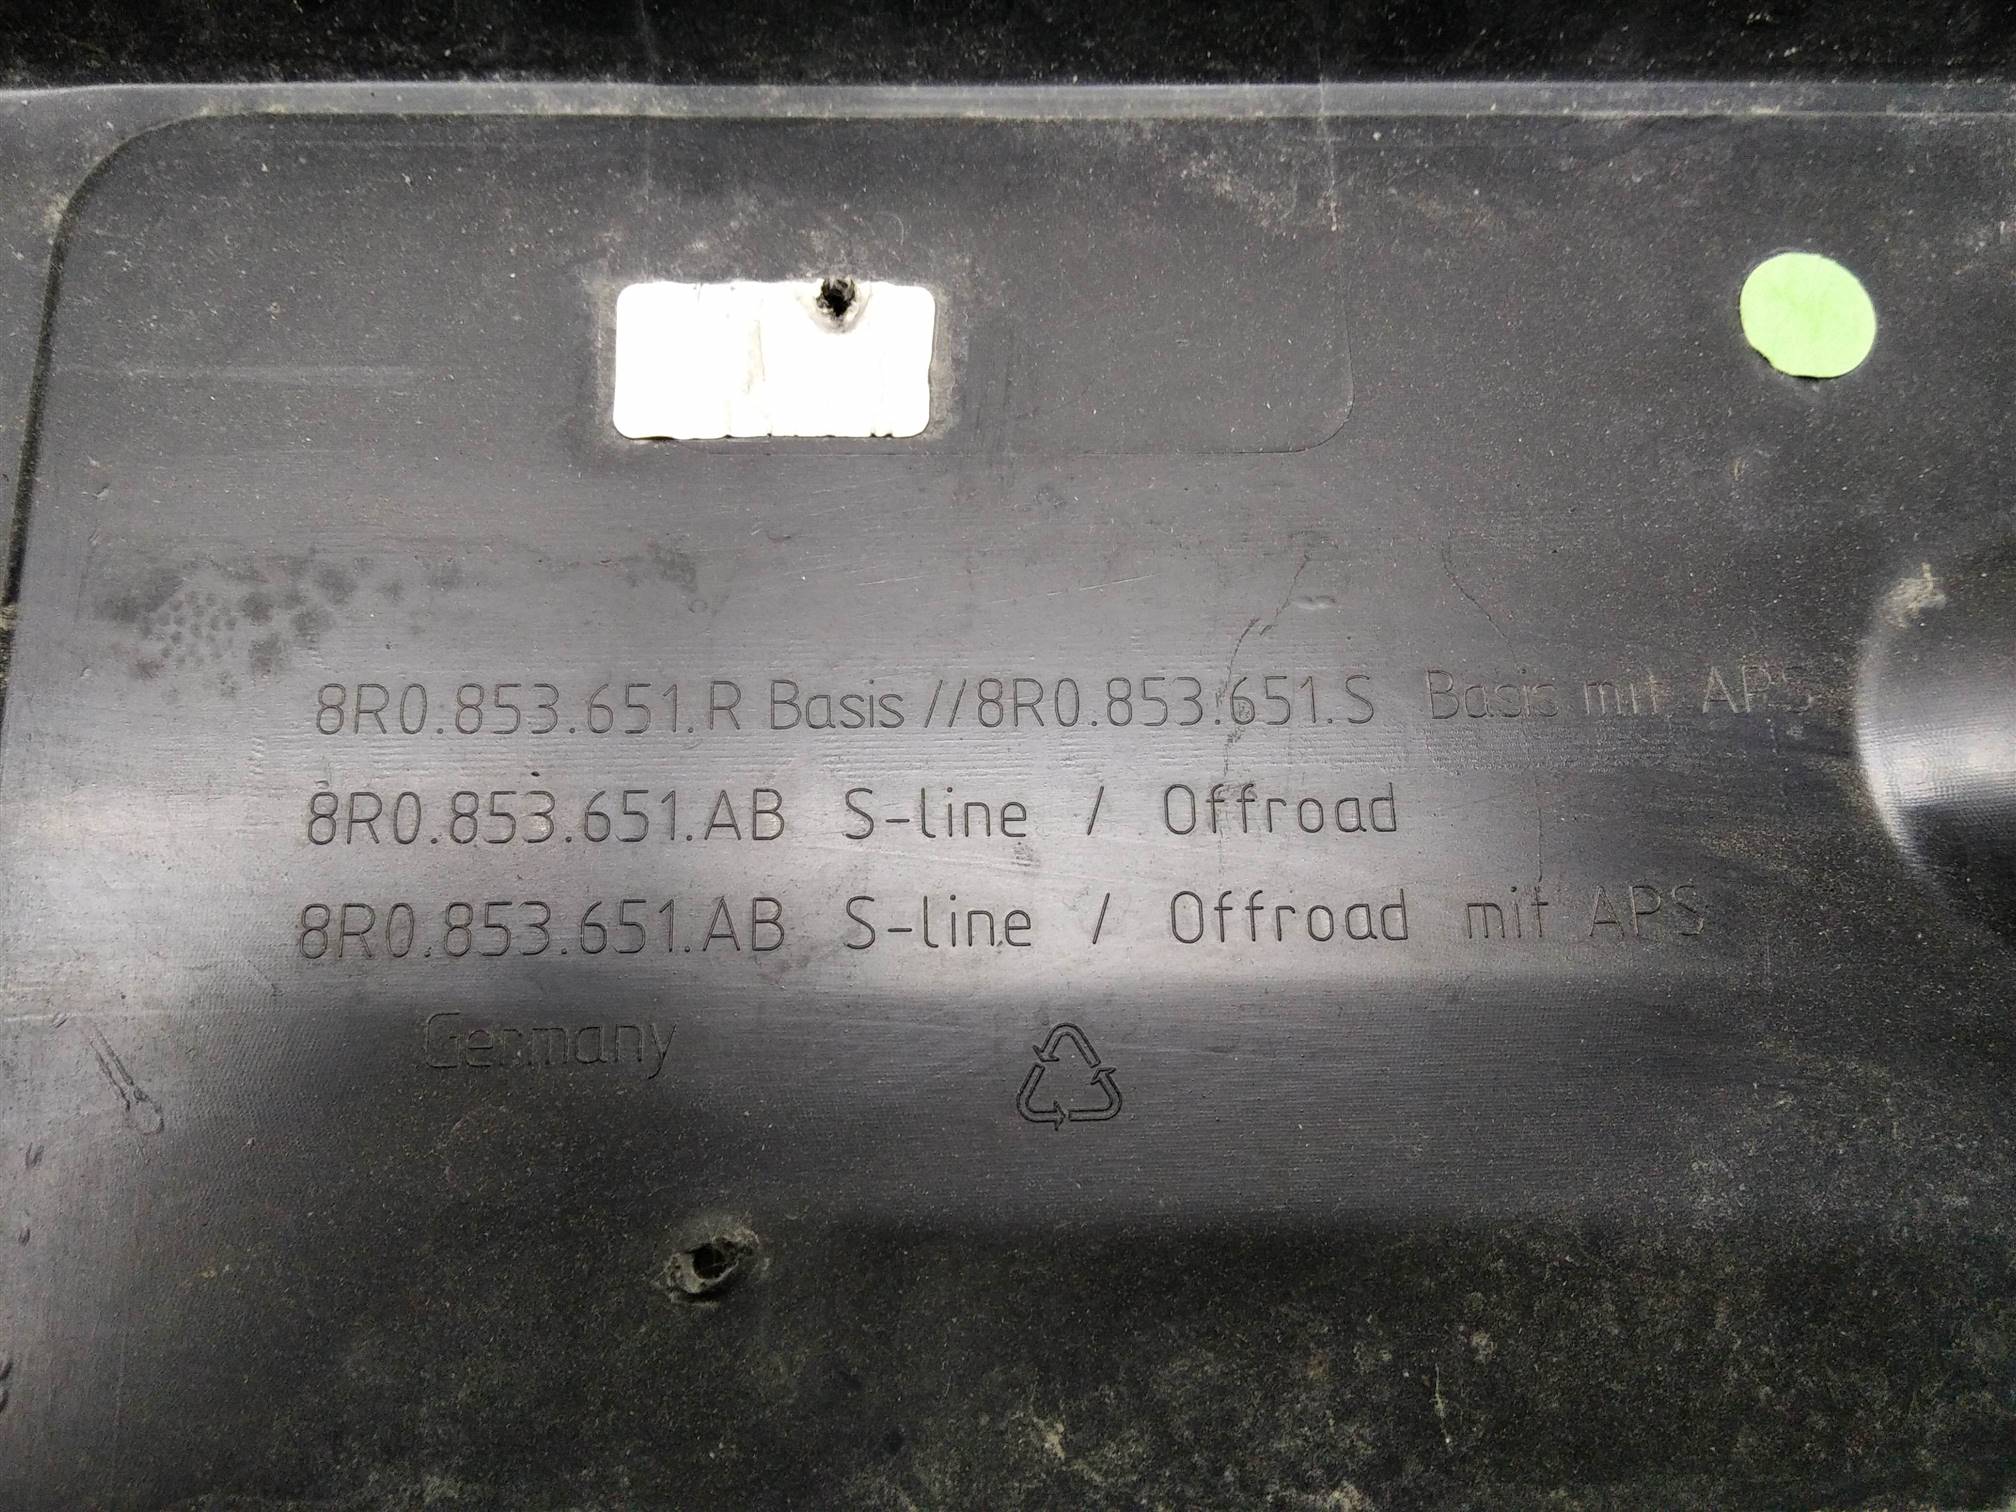 8R0.853.651.R Basis //8R0.853.651.S Basis mit APS
8R0.853.651.AB S-line / Offroad
8R0.853.651.AB S-line / Offroad mit APS
Germany